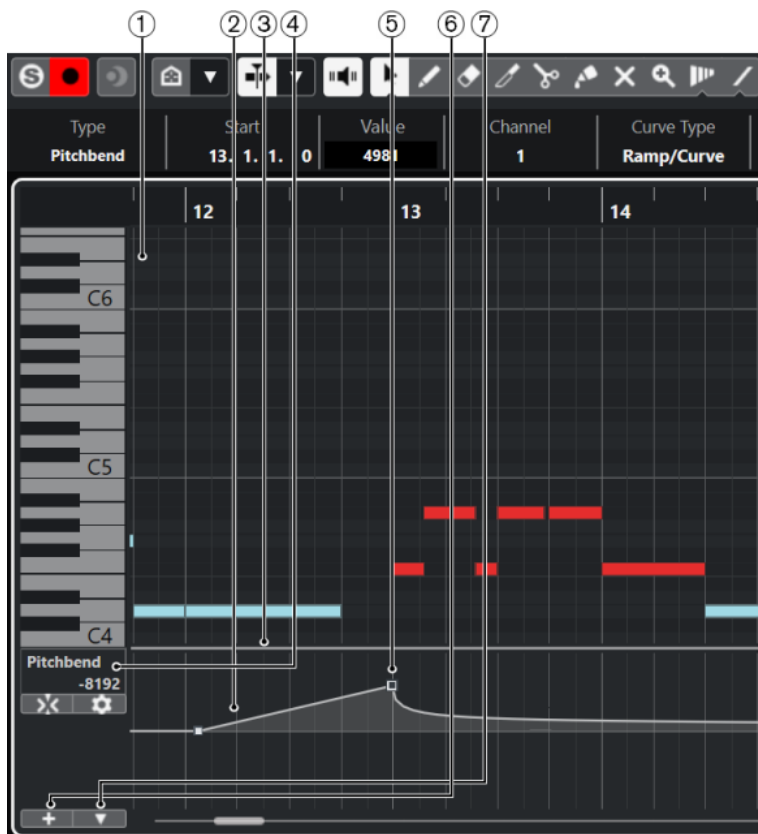 ① ② ③ ④ ⑤ ⑥ ⑦
S
Type Start Value Channel Curve Type
Pitchbend 13. 1. 1. 0 4981 1 Ramp/Curve
12 13 14
C6
C5
C4
Pitchbend
-8192